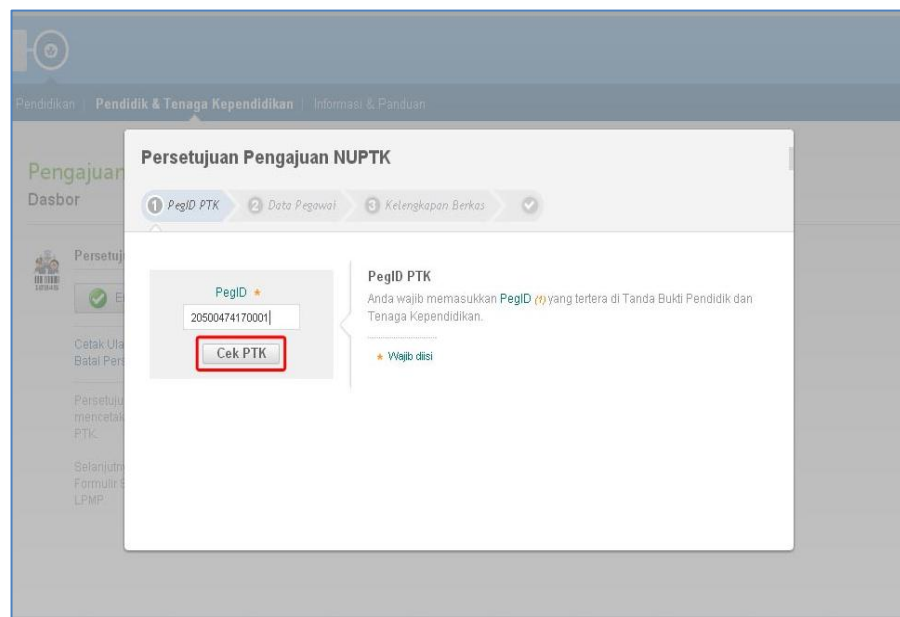 Pendidikan | Pendidik & Tenaga Kependidikan | Informasi & Panduan
Pengajuan
Dasbor
Persetuj
E
Cetak Ula
Batal Pers
Persetuju
mencetak
PTK.
Selanjutn
Formulir
LPMP.
Persetujuan Pengajuan NUPTK
1 PegID PTK
2 Data Pegawai
3 Kelengkapan Berkas
PegID *
20500474170001
Cek PTK
PegID PTK
Anda wajib memasukkan PegID (1) yang tertera di Tanda Bukti Pendidik dan
Tenaga Kependidikan.
* Wajib diisi